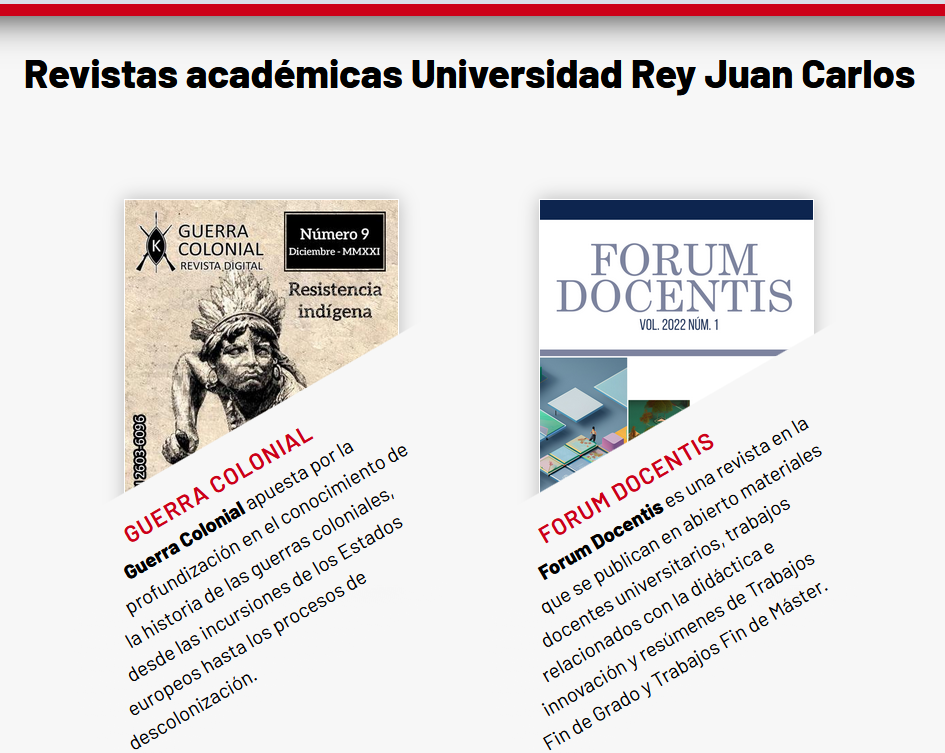 Revistas académicas Universidad Rey Juan Carlos
GUERRA
COLONIAL
REVISTA DIGITAL
K
Número 9
Diciembre - MMXXI
Resistencia
indígena
2603-6096
GUERRA COLONIAL
Guerra Colonial apuesta por la
profundización en el conocimiento de
la historia de las guerras coloniales,
desde las incursiones de los Estados
europeos hasta los procesos de
descolonización.
FORUM
DOCENTIS
VOL. 2022 NÚM. 1
FORUM DOCENTIS
Forum Docentis es una revista en la
que se publican en abierto materiales
docentes universitarios, trabajos
relacionados con la didáctica e
innovación y resúmenes de Trabajos
Fin de Grado y Trabajos Fin de Máster.